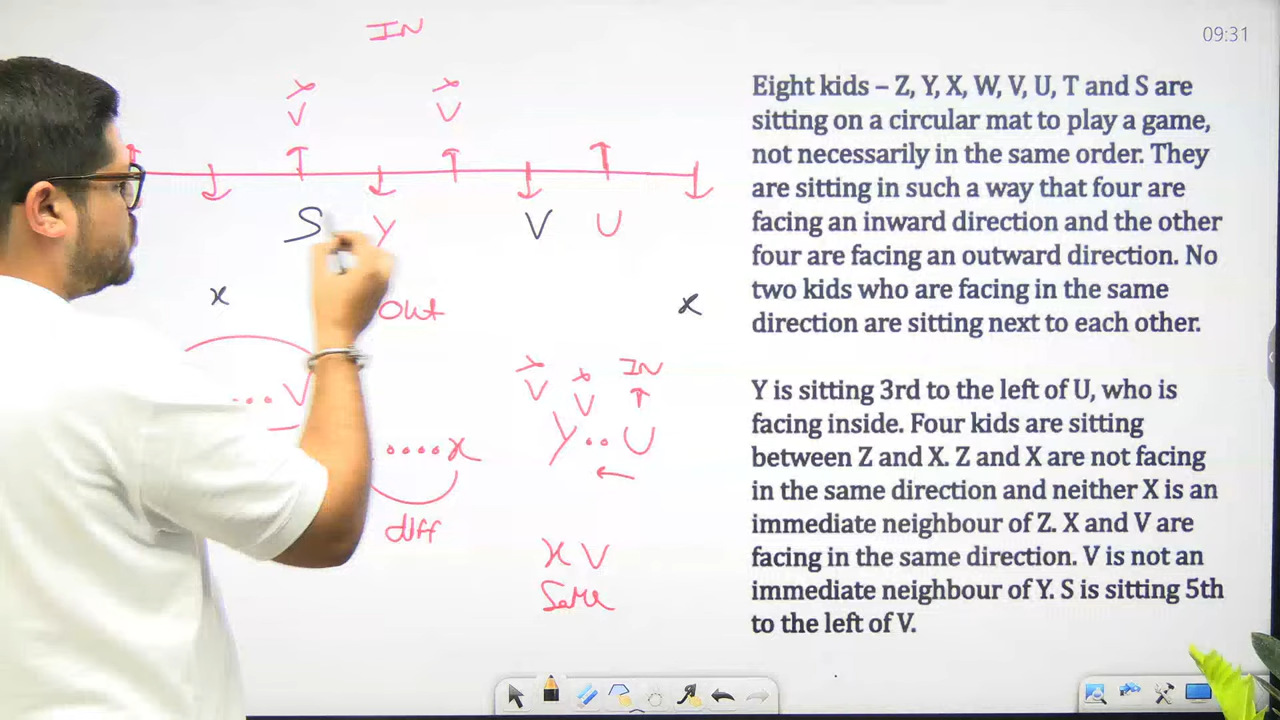 IN
09:31
x x
V V
S Y V U
x Out x
x x IN
V V
...V
Y..U
....x
diff
x V
Same
Eight kids – Z, Y, X, W, V, U, T and S are
sitting on a circular mat to play a game,
not necessarily in the same order. They
are sitting in such a way that four are
facing an inward direction and the other
four are facing an outward direction. No
two kids who are facing in the same
direction are sitting next to each other.
Y is sitting 3rd to the left of U, who is
facing inside. Four kids are sitting
between Z and X. Z and X are not facing
in the same direction and neither X is an
immediate neighbour of Z. X and V are
facing in the same direction. V is not an
immediate neighbour of Y. S is sitting 5th
to the left of V.